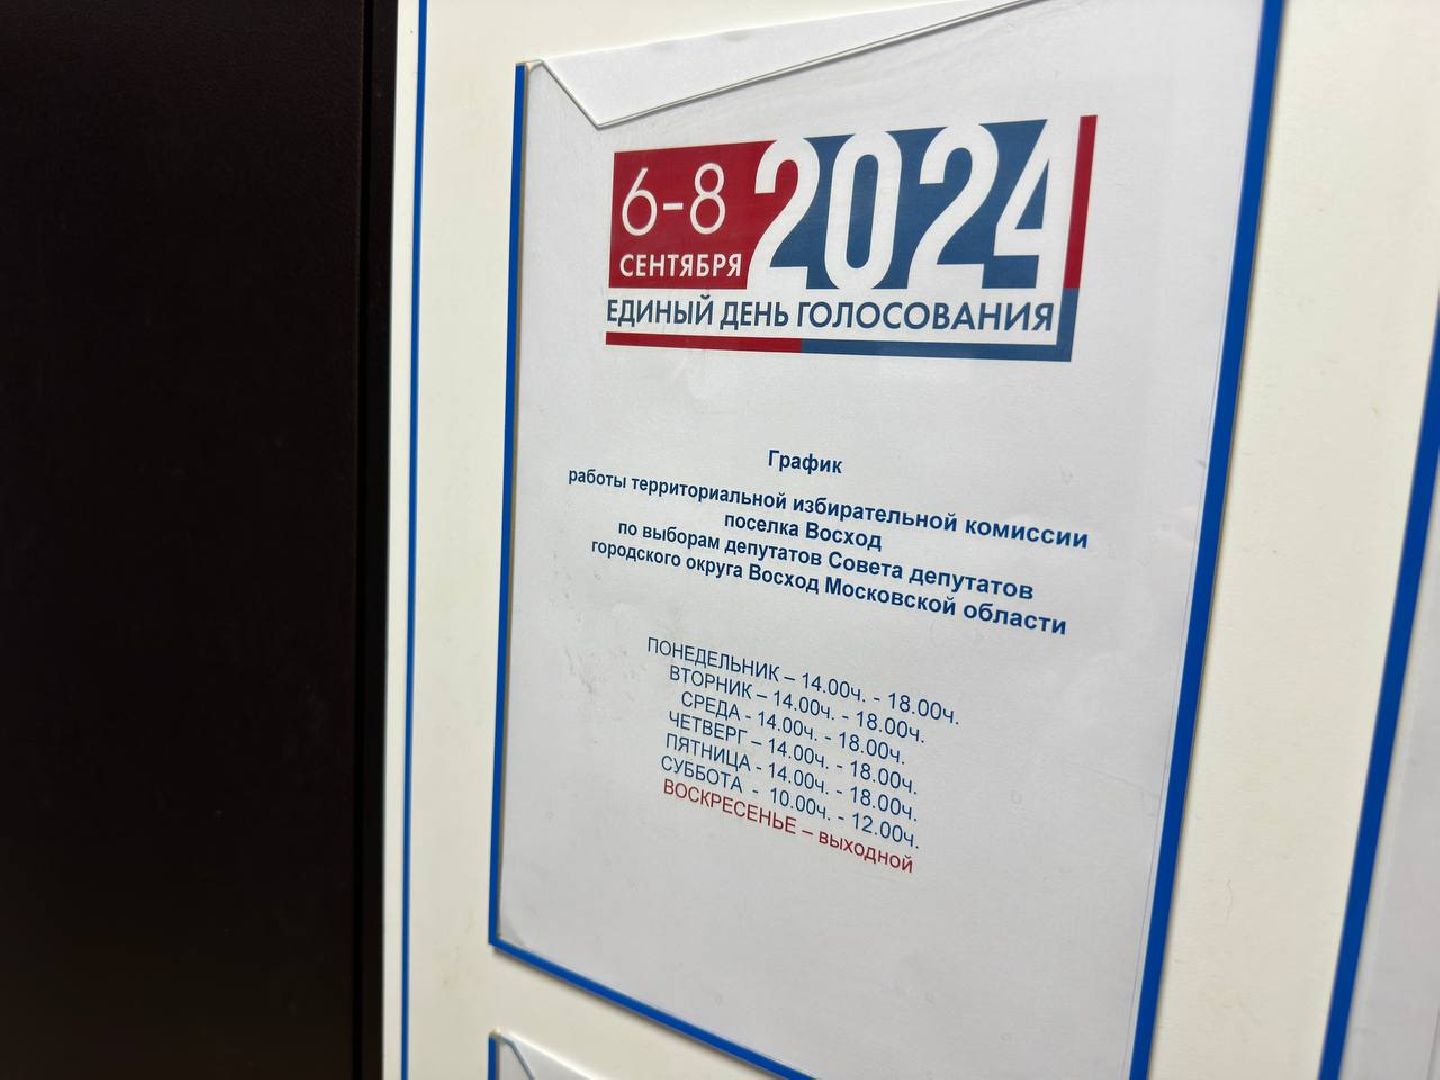 6-8
СЕНТЯБРЯ
2024
ЕДИНЫЙ ДЕНЬ ГОЛОСОВАНИЯ
График
работы территориальной избирательной комиссии
поселка Восход
по выборам депутатов Совета депутатов
городского округа Восход Московской области
ПОНЕДЕЛЬНИК – 14.00ч. - 18.00ч.
ВТОРНИК – 14.00ч. - 18.00ч.
СРЕДА - 14.00ч. - 18.00ч.
ЧЕТВЕРГ – 14.00ч. - 18.00ч.
ПЯТНИЦА - 14.00ч. - 18.00ч.
СУББОТА - 10.00ч. - 12.00ч.
ВОСКРЕСЕНЬЕ – выходной